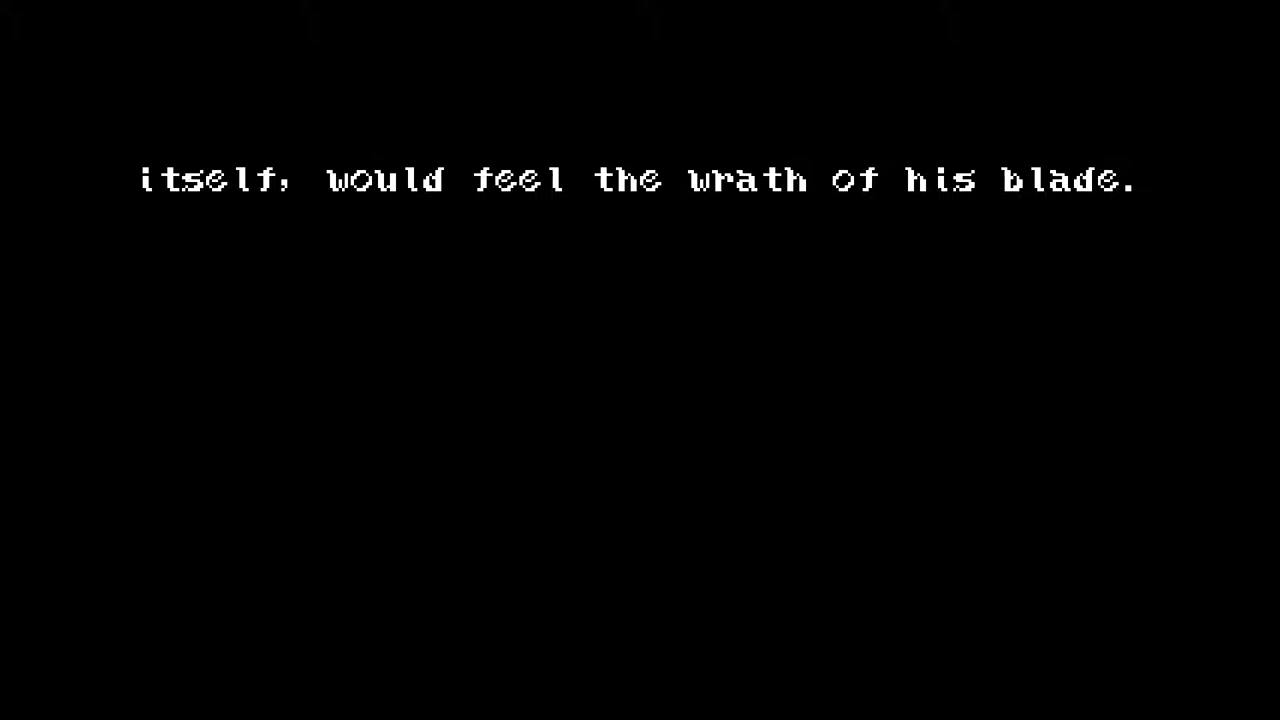 itself, would feel the wrath of his blade.